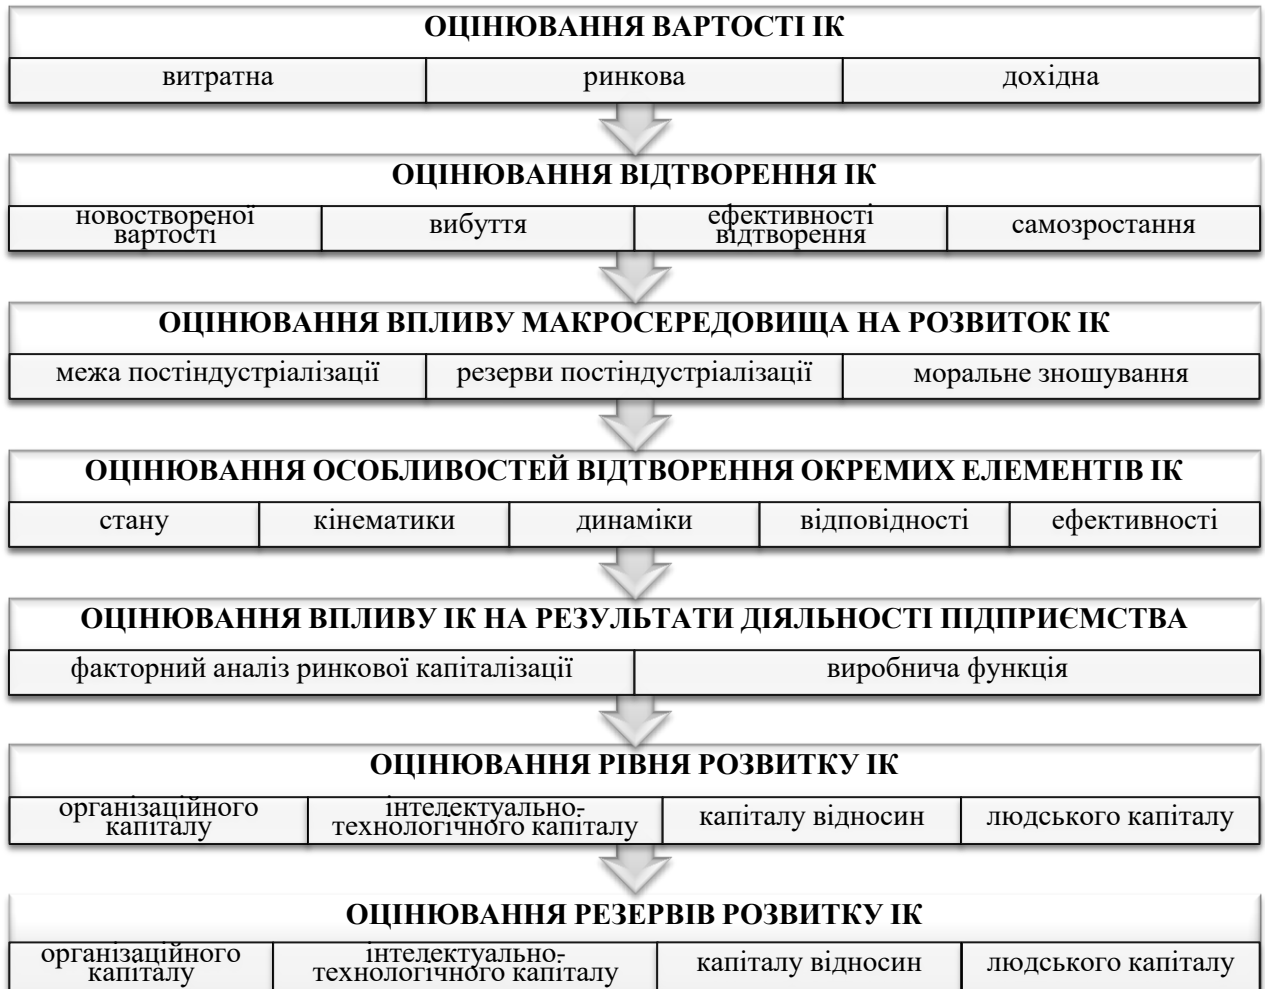 ОЦІНЮВАННЯ ВАРТОСТІ ІК
витратна
ринкова
дохідна
ОЦІНЮВАННЯ ВІДТВОРЕННЯ ІК
новоствореної
вартості
вибуття
ефективності
відтворення
самозростання
ОЦІНЮВАННЯ ВПЛИВУ МАКРОСЕРЕДОВИЩА НА РОЗВИТОК ІК
межа постіндустріалізації
резерви постіндустріалізації
моральне зношування
ОЦІНЮВАННЯ ОСОБЛИВОСТЕЙ ВІДТВОРЕННЯ ОКРЕМИХ ЕЛЕМЕНТІВ ІК
стану
кінематики
динаміки
відповідності
ефективності
ОЦІНЮВАННЯ ВПЛИВУ ІК НА РЕЗУЛЬТАТИ ДІЯЛЬНОСТІ ПІДПРИЄМСТВА
факторний аналіз ринкової капіталізації
виробнича функція
ОЦІНЮВАННЯ РІВНЯ РОЗВИТКУ ІК
організаційного
капіталу
інтелектуально-
технологічного капіталу
капіталу відносин
людського капіталу
ОЦІНЮВАННЯ РЕЗЕРВІВ РОЗВИТКУ ІК
організаційного
капіталу
інтелектуально-
технологічного капіталу
капіталу відносин
людського капіталу